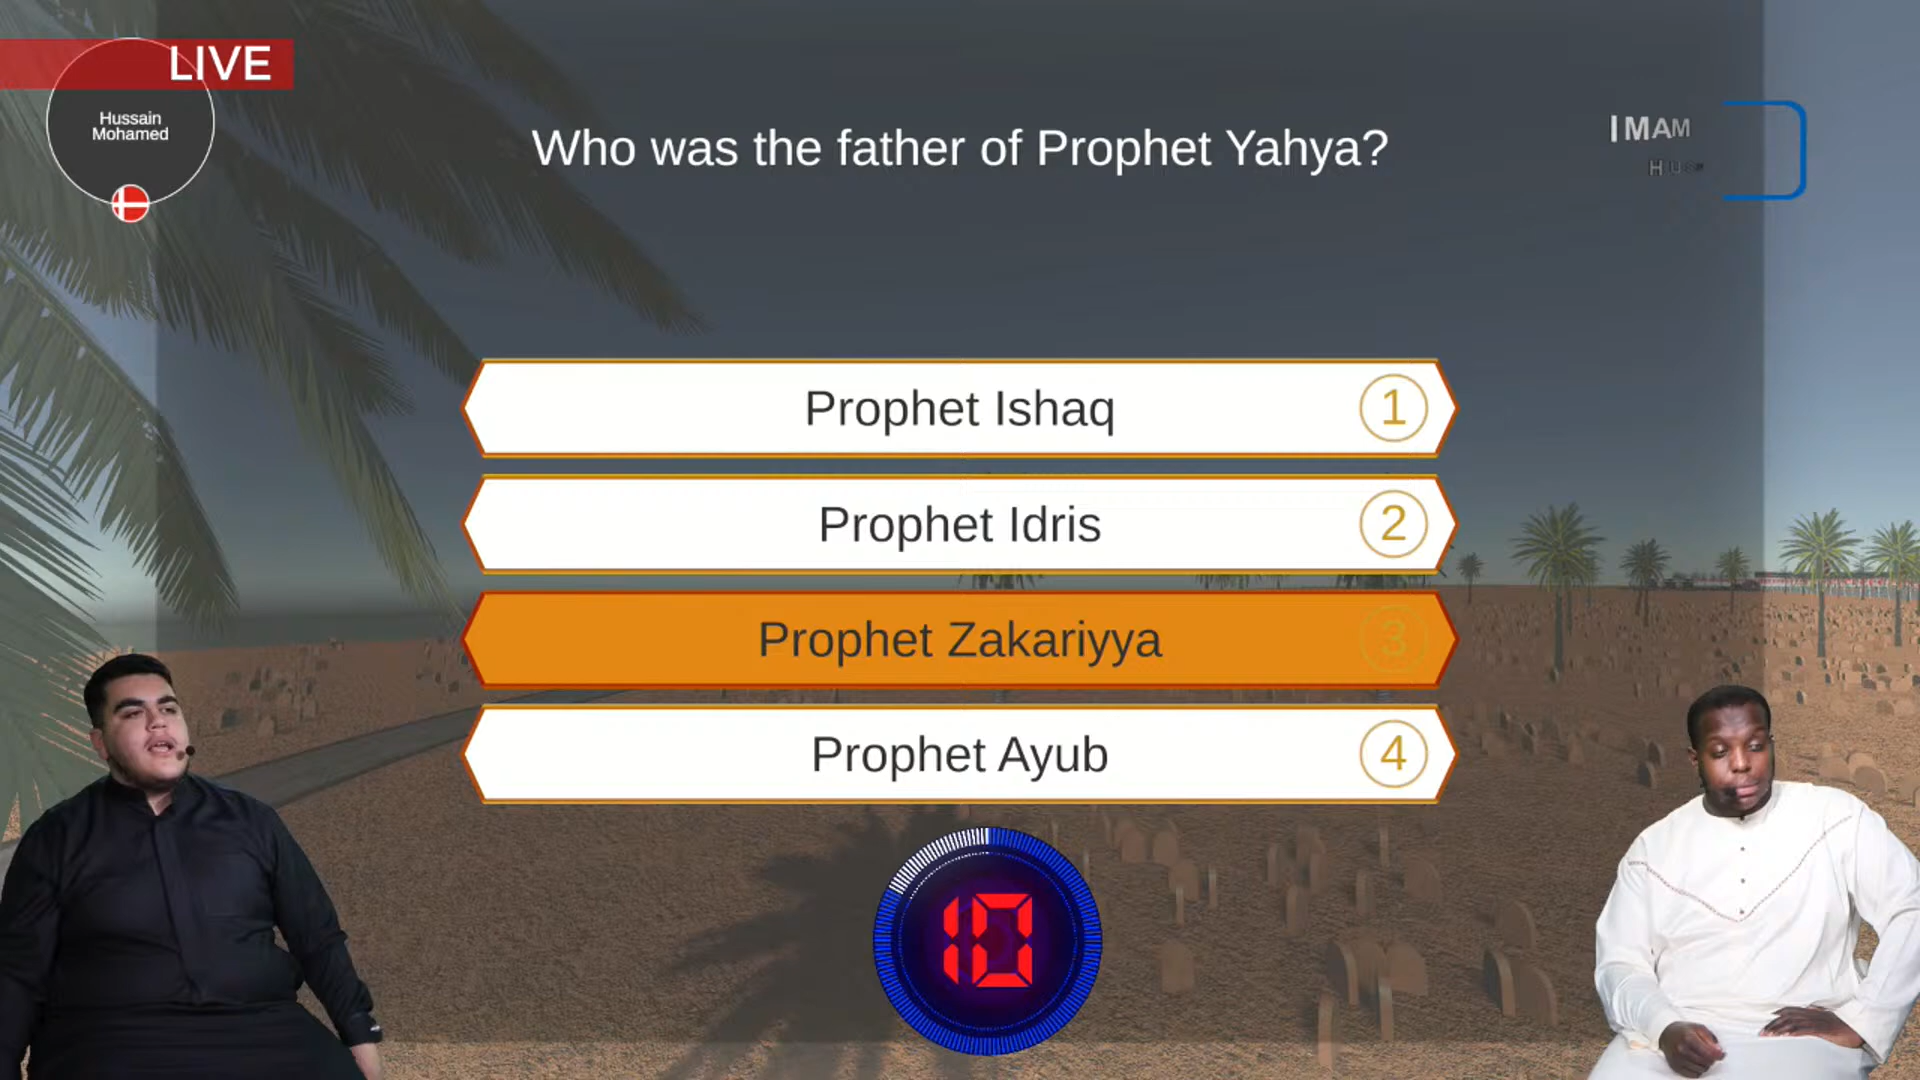 LIVE
Hussain
Mohamed
Who was the father of Prophet Yahya?
IMAM
Prophet Ishaq 1
Prophet Idris 2
Prophet Zakariyya 3
Prophet Ayub 4
10